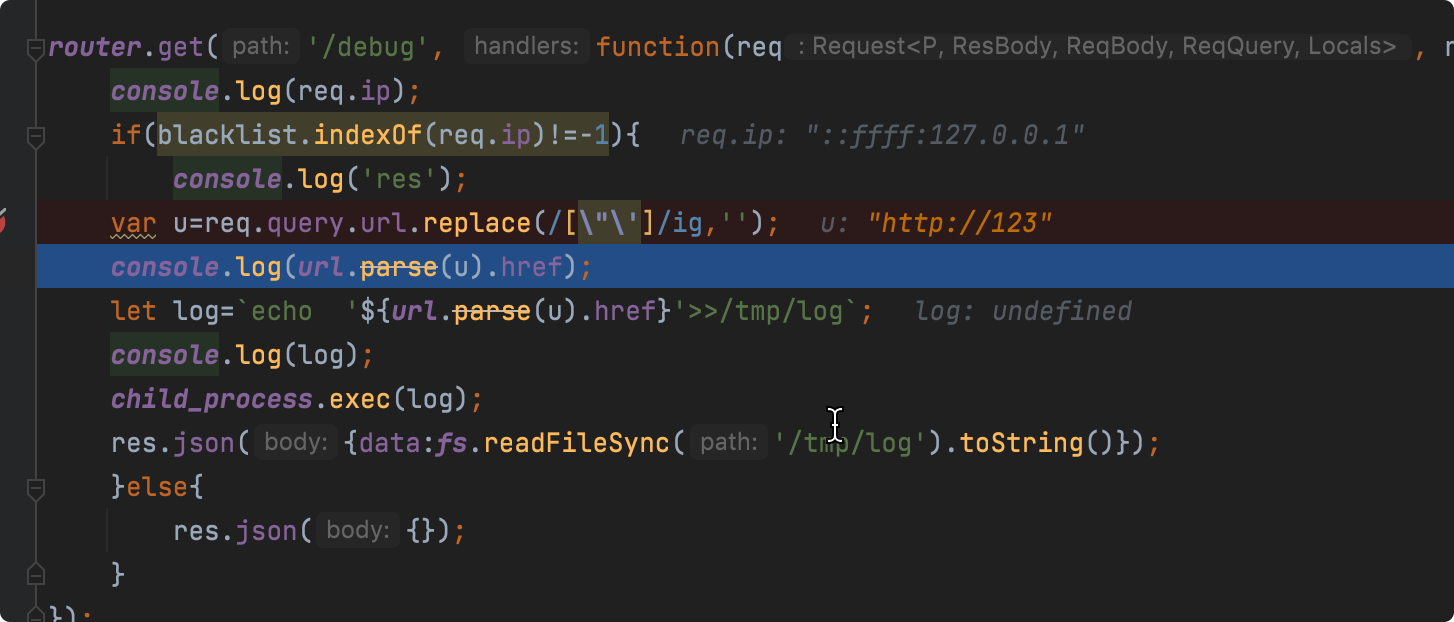 router.get( path: '/debug', handlers: function(req : Request<P, ResBody, ReqBody, ReqQuery, Locals> ,
console.log(req.ip);
if(blacklist.indexOf(req.ip)!=-1){ req.ip: "::ffff:127.0.0.1"
console.log('res');
var u=req.query.url.replace(/[\"\']/ig,''); u: "http://123"
console.log(url.parse(u).href);
let log=`echo  '${url.parse(u).href}'>>/tmp/log`; log: undefined
console.log(log);
child_process.exec(log);
res.json( body: {data:fs.readFileSync( path: '/tmp/log').toString()});
}else{
res.json( body: {});
}
});